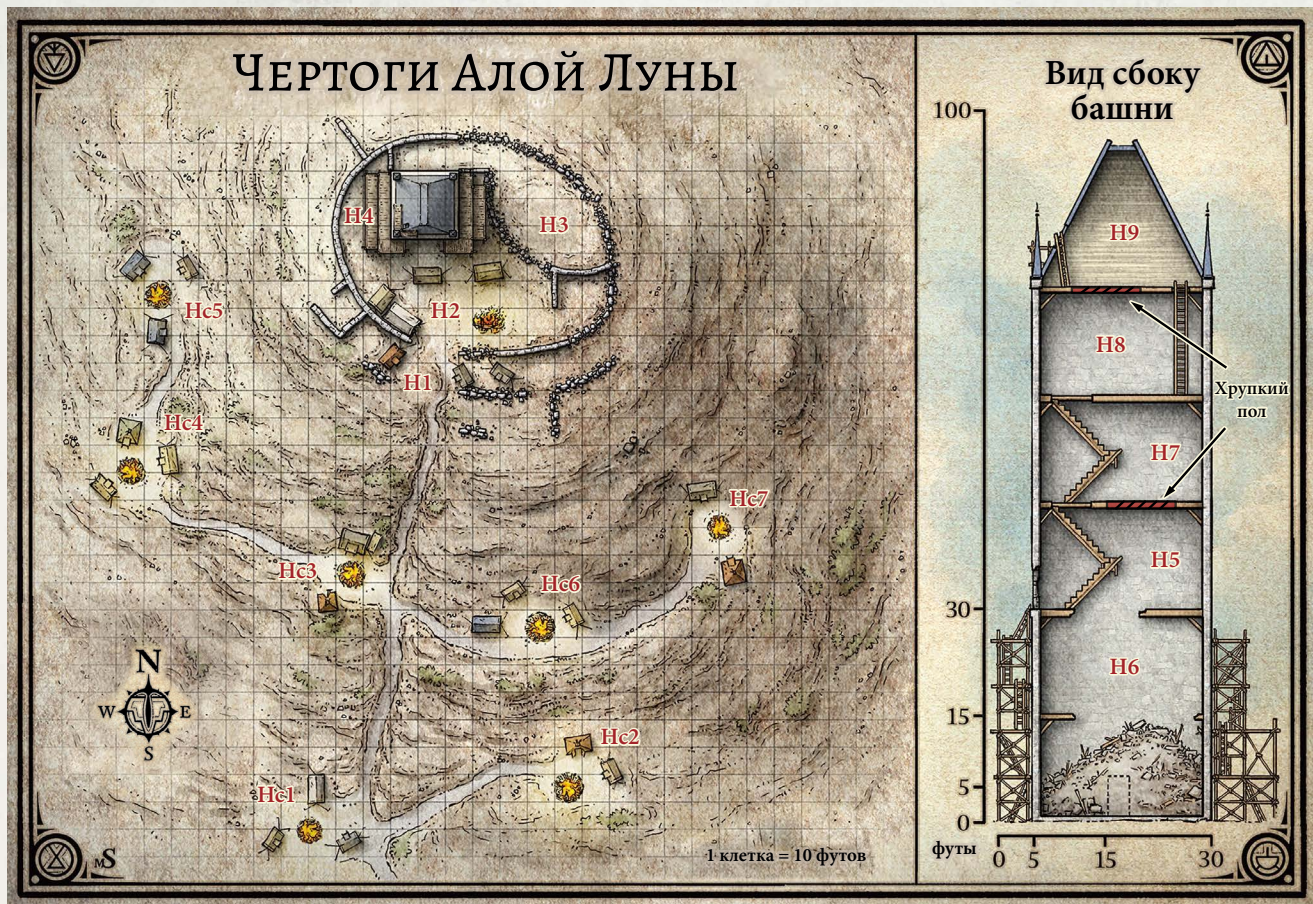 Чертоги Алой Луны
H4
H3
Hc5
H2
H1
Hc4
Hc7
Hc3
Hc6
N
W E
S
Hc2
Hc1
MS
1 клетка = 10 футов
Вид сбоку
башни
100
H9
H8
Хрупкий
пол
H7
H5
30
H6
15
5
0
футы
0 5 15 30